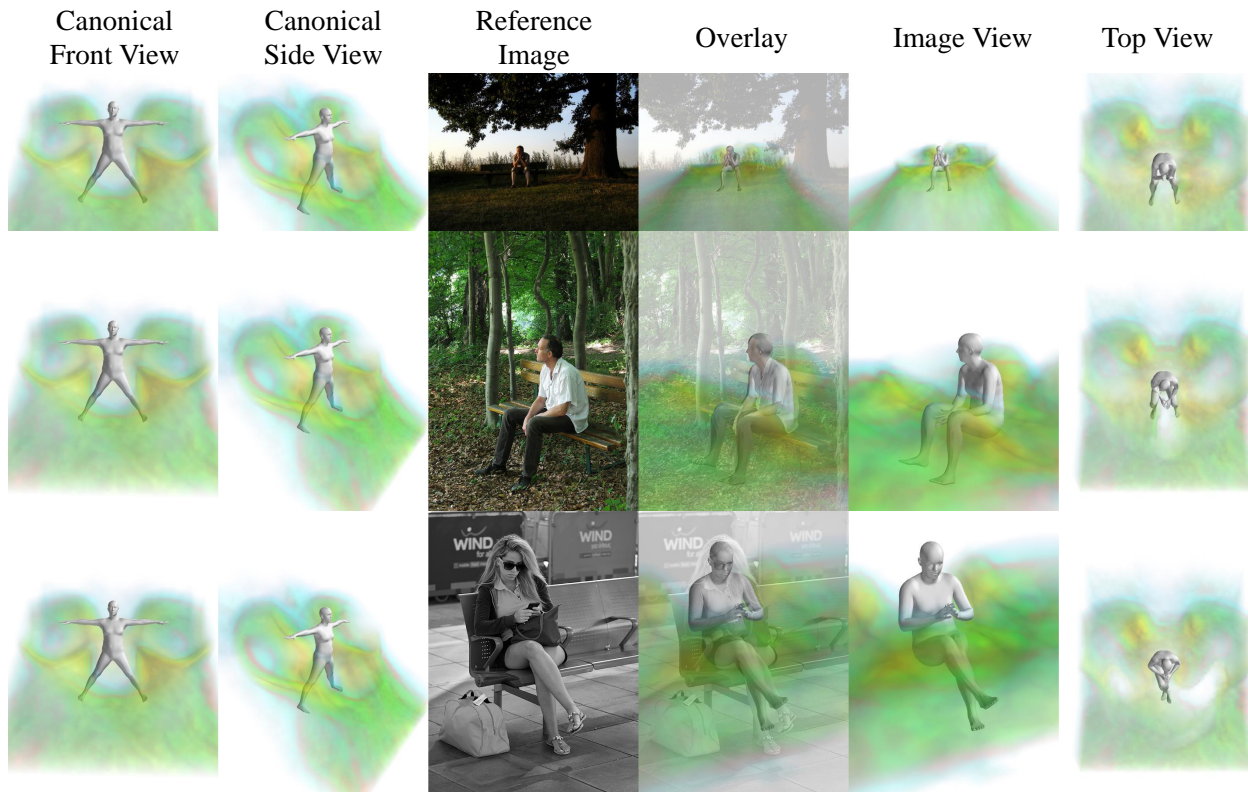 Canonical
Front View
Canonical
Side View
Reference
Image
Overlay
Image View
Top View
WIND
WIND
WIND
WIND